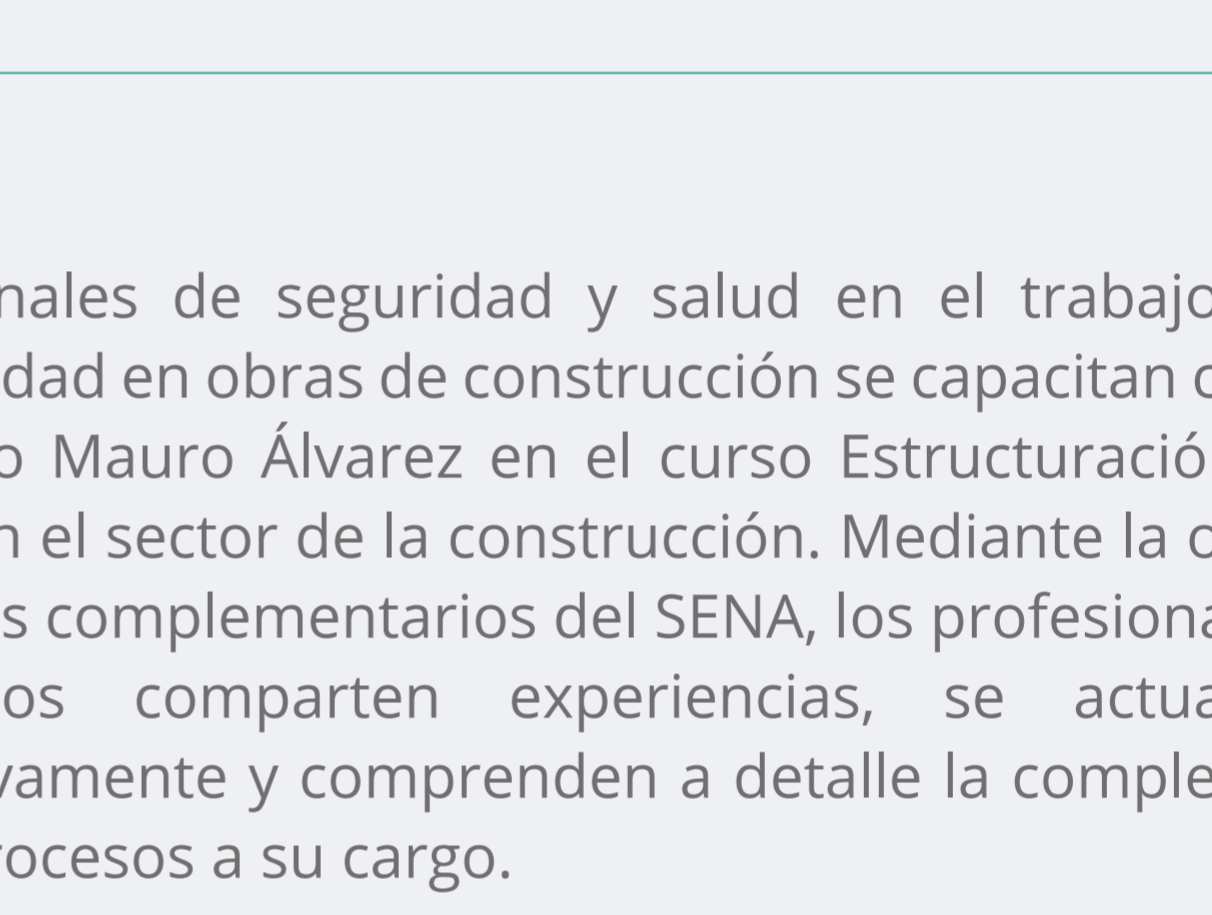 nales de seguridad y salud en el trabajo
dad en obras de construcción se capacitan
o Mauro Álvarez en el curso Estructuració
n el sector de la construcción. Mediante la
s complementarios del SENA, los profesiona
os comparten experiencias, se actua
vamente y comprenden a detalle la comple
rocesos a su cargo.